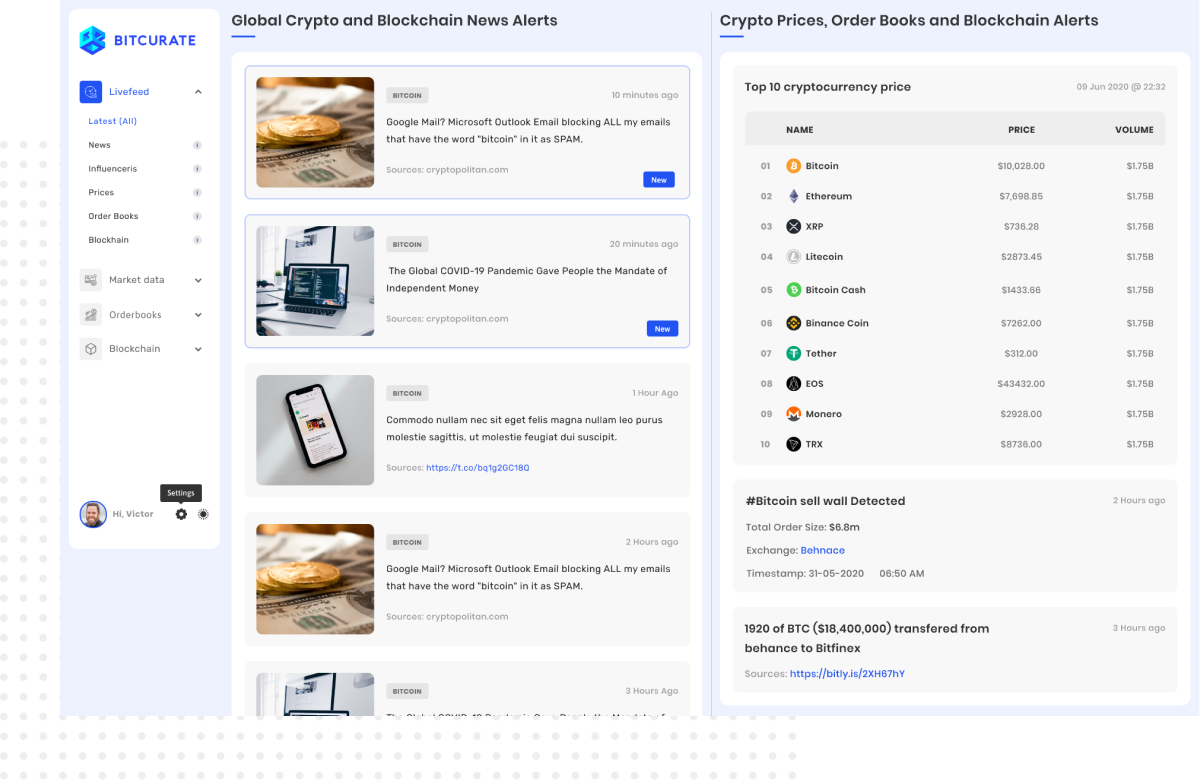 BITCURATE
Livefeed
Latest (All)
News
Influenceris
Prices
Order Books
Blockhain
Market data
Orderbooks
Blockchain
Settings
Hi, Victor
Global Crypto and Blockchain News Alerts
BITCOIN
10 minutes ago
Google Mail? Microsoft Outlook Email blocking ALL my emails
that have the word "bitcoin" in it as SPAM.
Sources: cryptopolitan.com
New
BITCOIN
20 minutes ago
The Global COVID-19 Pandemic Gave People the Mandate of
Independent Money
Sources: cryptopolitan.com
New
BITCOIN
1 Hour Ago
Commodo nullam nec sit eget felis magna nullam leo purus
molestie sagittis, ut molestie feugiat dui suscipit.
Sources: https://t.co/bq1g2GC18Q
BITCOIN
2 Hours ago
Google Mail? Microsoft Outlook Email blocking ALL my emails
that have the word "bitcoin" in it as SPAM.
Sources: cryptopolitan.com
BITCOIN
3 Hours Ago
The Global COVID-19 Pandemic Gave People the Mandate of
Crypto Prices, Order Books and Blockchain Alerts
Top 10 cryptocurrency price
09 Jun 2020 @ 22:32
NAME PRICE VOLUME
01 Bitcoin $10,028.00 $1.75B
02 Ethereum $7,698.85 $1.75B
03 XRP $736.28 $1.75B
04 Litecoin $2873.45 $1.75B
05 Bitcoin Cash $1433.66 $1.75B
06 Binance Coin $7262.00 $1.75B
07 Tether $312.00 $1.75B
08 EOS $43432.00 $1.75B
09 Monero $2928.00 $1.75B
10 TRX $8736.00 $1.75B
#Bitcoin sell wall Detected
2 Hours ago
Total Order Size: $6.8m
Exchange: Behnace
Timestamp: 31-05-2020 06:50 AM
1920 of BTC ($18,400,000) transfered from
behance to Bitfinex
3 Hours ago
Sources: https://bitly.is/2XH67hY